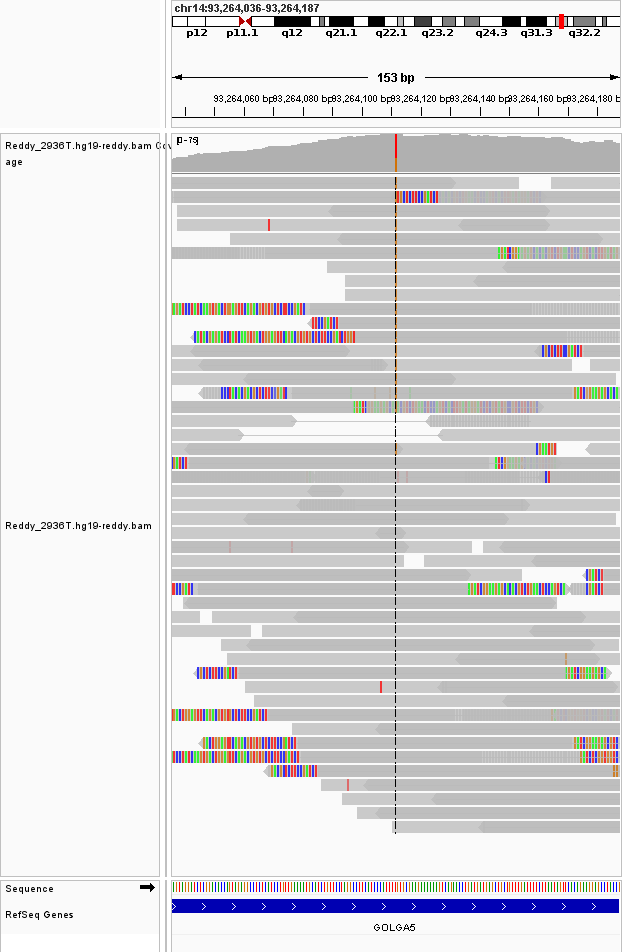 chr14:93,264,036-93,264,187
p12 p11.1 q12 q21.1 q22.1 q23.2 q24.3 q31.3 q32.2
153 bp
93,264,060 bp 93,264,080 bp 93,264,100 bp 93,264,120 bp 93,264,140 bp 93,264,160 bp 93,264,180 b
Reddy_2936T.hg19-reddy.bam Cov
age
[0-75]
Reddy_2936T.hg19-reddy.bam
Sequence
RefSeq Genes
GOLGA5